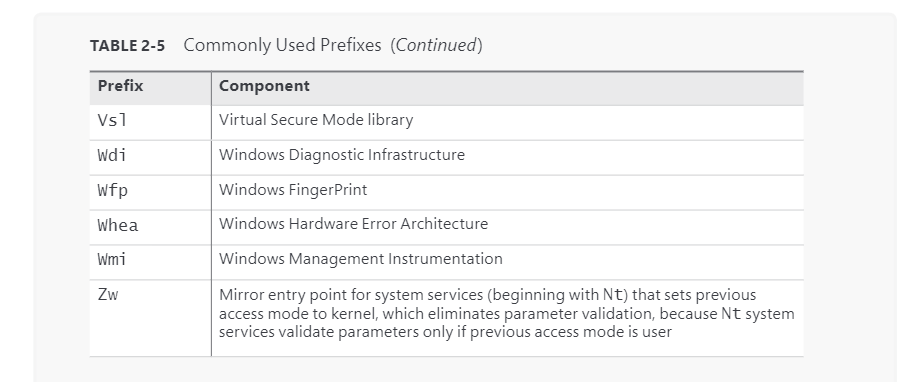 TABLE 2-5 Commonly Used Prefixes (Continued)
Prefix Component
Vsl Virtual Secure Mode library
Wdi Windows Diagnostic Infrastructure
Wfp Windows FingerPrint
Whea Windows Hardware Error Architecture
Wmi Windows Management Instrumentation
Zw Mirror entry point for system services (beginning with Nt) that sets previous
access mode to kernel, which eliminates parameter validation, because Nt system
services validate parameters only if previous access mode is user